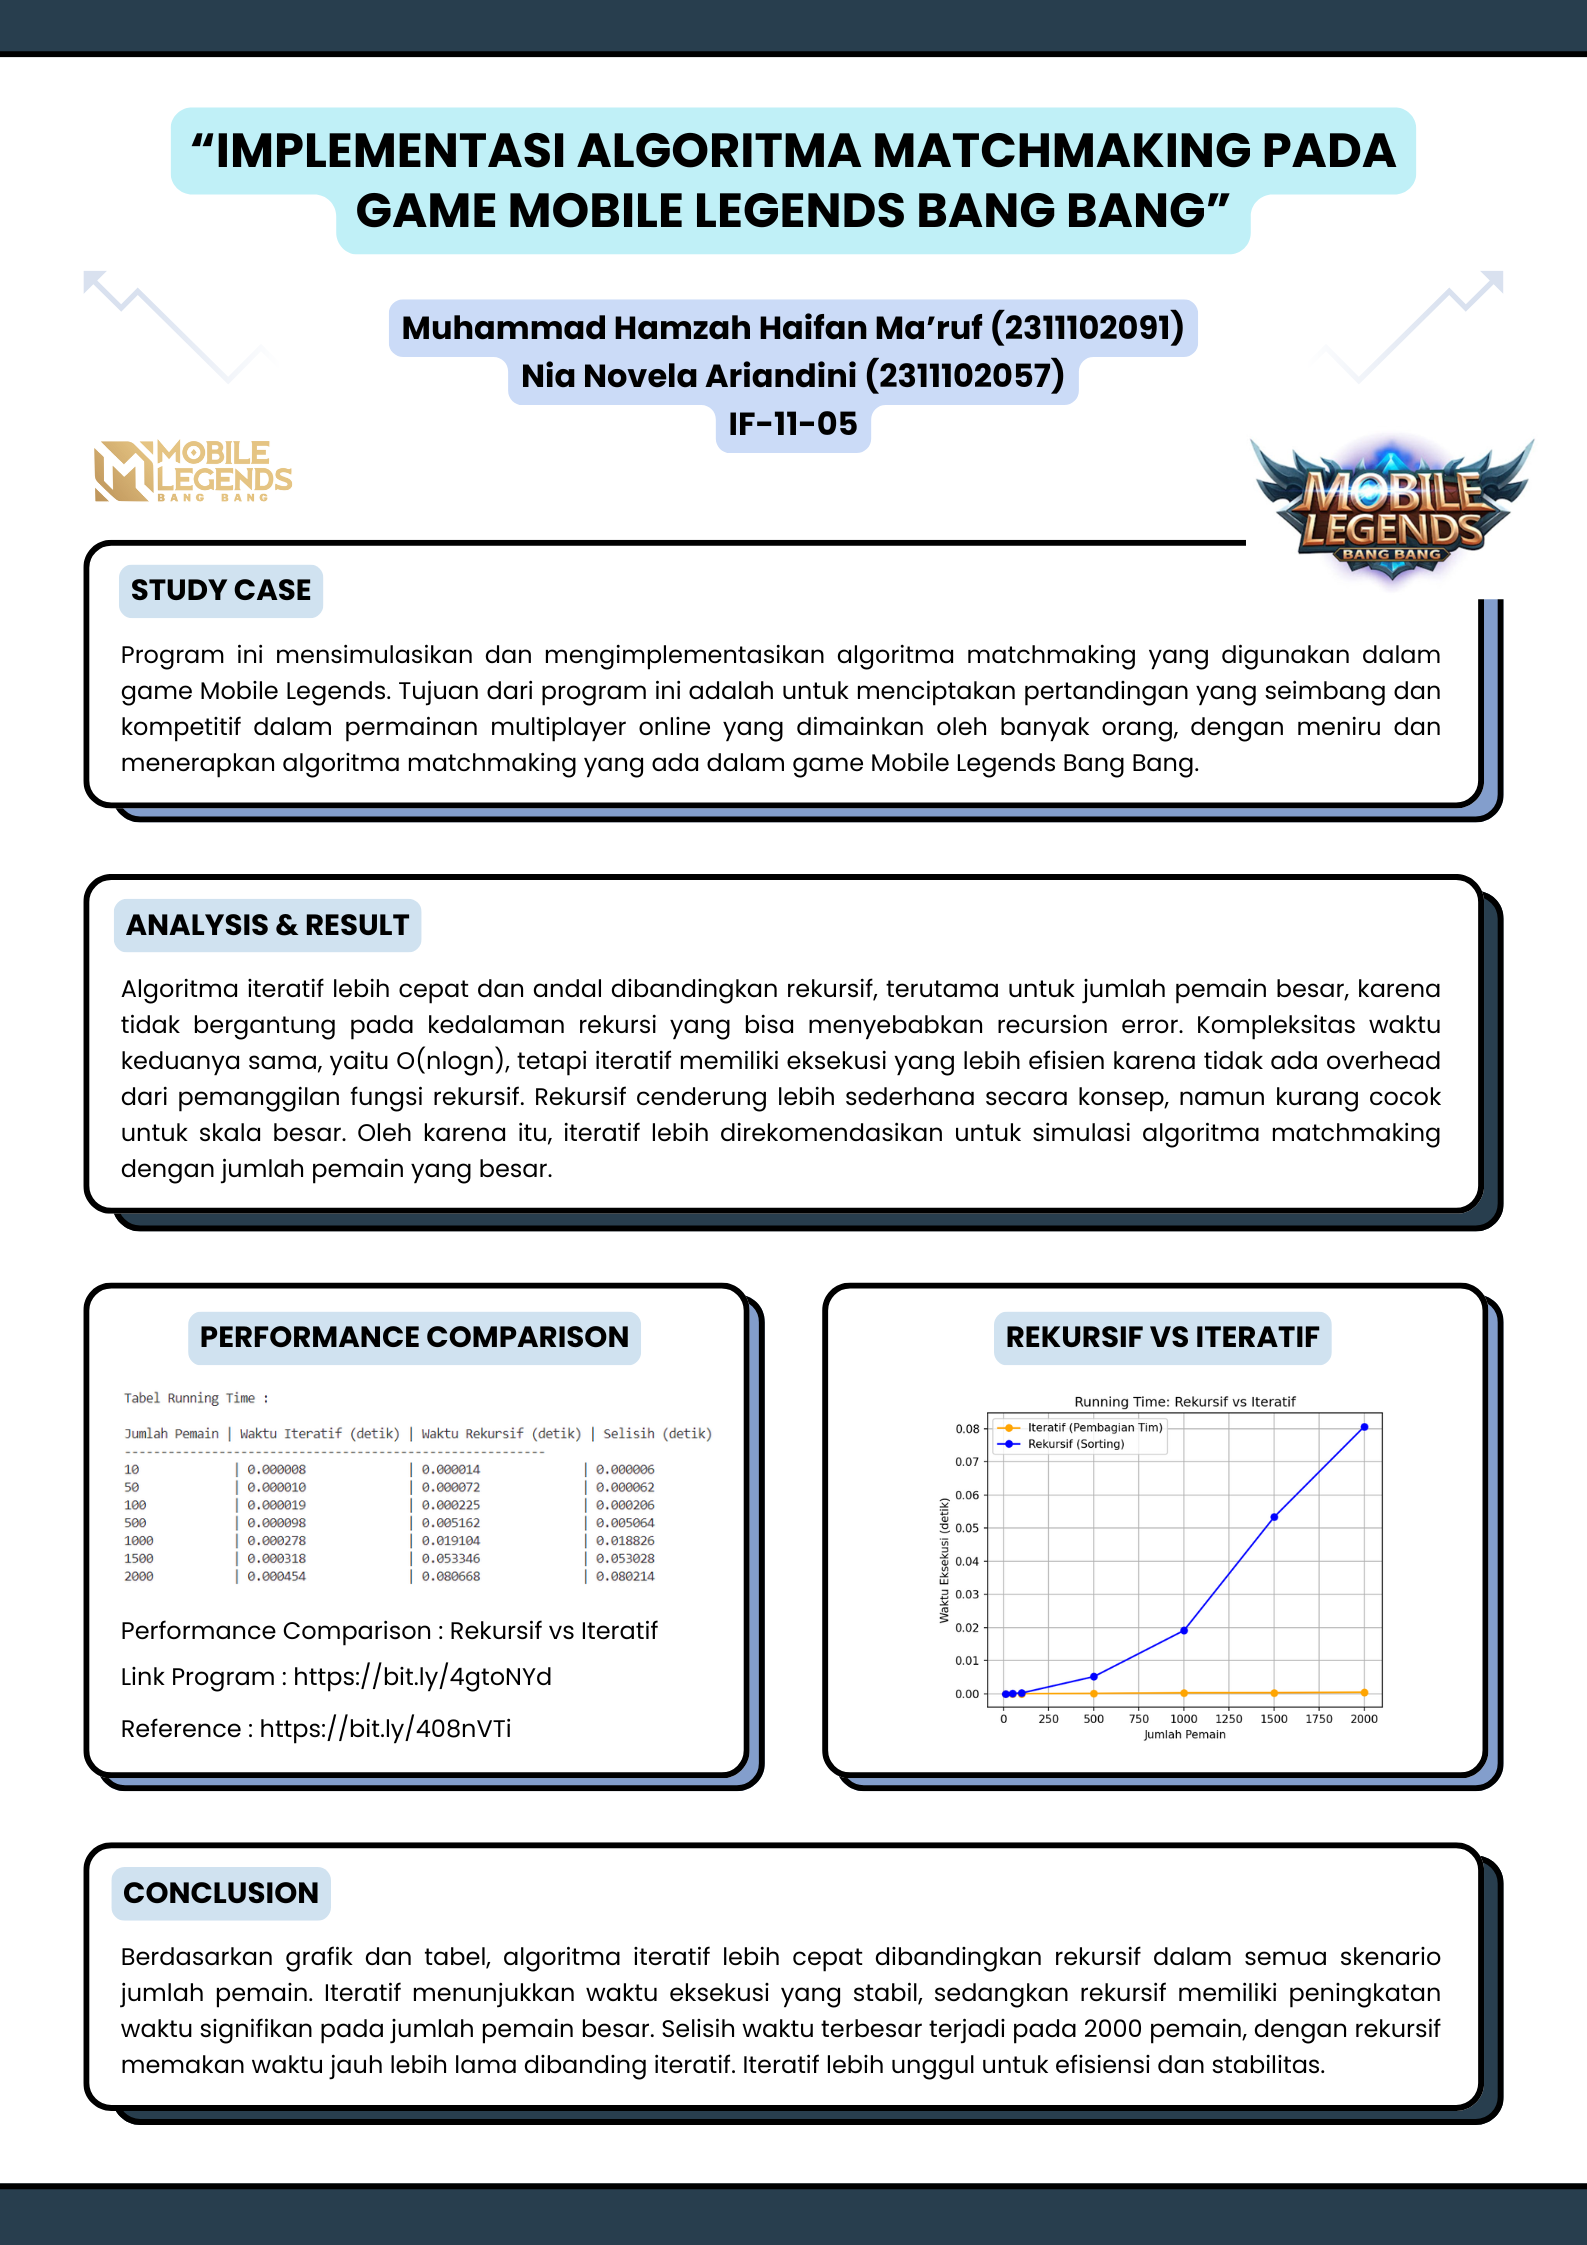 “IMPLEMENTASI ALGORITMA MATCHMAKING PADA
GAME MOBILE LEGENDS BANG BANG”
Muhammad Hamzah Haifan Ma’ruf (2311102091)
Nia Novela Ariandini (2311102057)
IF-11-05
MOBILE
LEGENDS
BANG BANG
MOBILE
LEGENDS
BANG BANG
STUDY CASE
Program ini mensimulasikan dan mengimplementasikan algoritma matchmaking yang digunakan dalam
game Mobile Legends. Tujuan dari program ini adalah untuk menciptakan pertandingan yang seimbang dan
kompetitif dalam permainan multiplayer online yang dimainkan oleh banyak orang, dengan meniru dan
menerapkan algoritma matchmaking yang ada dalam game Mobile Legends Bang Bang.
ANALYSIS & RESULT
Algoritma iteratif lebih cepat dan andal dibandingkan rekursif, terutama untuk jumlah pemain besar, karena
tidak bergantung pada kedalaman rekursi yang bisa menyebabkan recursion error. Kompleksitas waktu
keduanya sama, yaitu O(nlogn), tetapi iteratif memiliki eksekusi yang lebih efisien karena tidak ada overhead
dari pemanggilan fungsi rekursif. Rekursif cenderung lebih sederhana secara konsep, namun kurang cocok
untuk skala besar. Oleh karena itu, iteratif lebih direkomendasikan untuk simulasi algoritma matchmaking
dengan jumlah pemain yang besar.
PERFORMANCE COMPARISON
Tabel Running Time :
Jumlah Pemain | Waktu Iteratif (detik) | Waktu Rekursif (detik) | Selisih (detik)
----------------------------------------------------------
10 | 0.000008 | 0.000014 | 0.000006
50 | 0.000010 | 0.000072 | 0.000062
100 | 0.000019 | 0.000225 | 0.000206
500 | 0.000098 | 0.005162 | 0.005064
1000 | 0.000278 | 0.019104 | 0.018826
1500 | 0.000318 | 0.053346 | 0.053028
2000 | 0.000454 | 0.080668 | 0.080214
Performance Comparison : Rekursif vs Iteratif
Link Program : https://bit.ly/4gtoNYd
Reference : https://bit.ly/408nVTi
REKURSIF VS ITERATIF
Running Time: Rekursif vs Iteratif
Iteratif (Pembagian Tim)
Rekursif (Sorting)
Waktu Eksekusi (detik)
0.08
0.07
0.06
0.05
0.04
0.03
0.02
0.01
0.00
0 250 500 750 1000 1250 1500 1750 2000
Jumlah Pemain
CONCLUSION
Berdasarkan grafik dan tabel, algoritma iteratif lebih cepat dibandingkan rekursif dalam semua skenario
jumlah pemain. Iteratif menunjukkan waktu eksekusi yang stabil, sedangkan rekursif memiliki peningkatan
waktu signifikan pada jumlah pemain besar. Selisih waktu terbesar terjadi pada 2000 pemain, dengan rekursif
memakan waktu jauh lebih lama dibanding iteratif. Iteratif lebih unggul untuk efisiensi dan stabilitas.